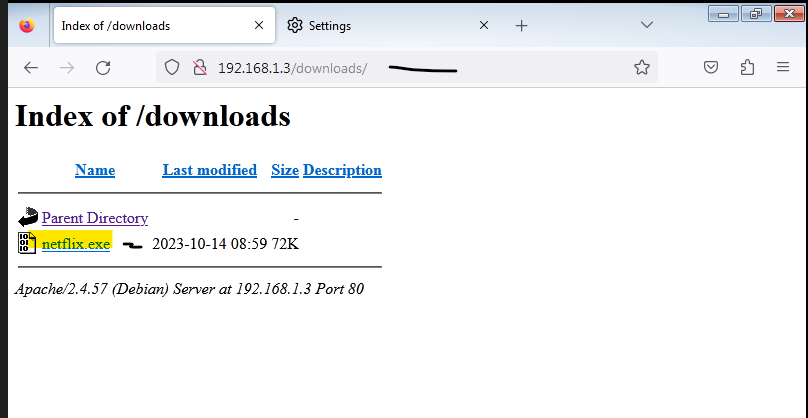 Index of /downloads
Settings
192.168.1.3/downloads/
Index of /downloads
Name Last modified Size Description
Parent Directory -
netflix.exe 2023-10-14 08:59 72K
Apache/2.4.57 (Debian) Server at 192.168.1.3 Port 80